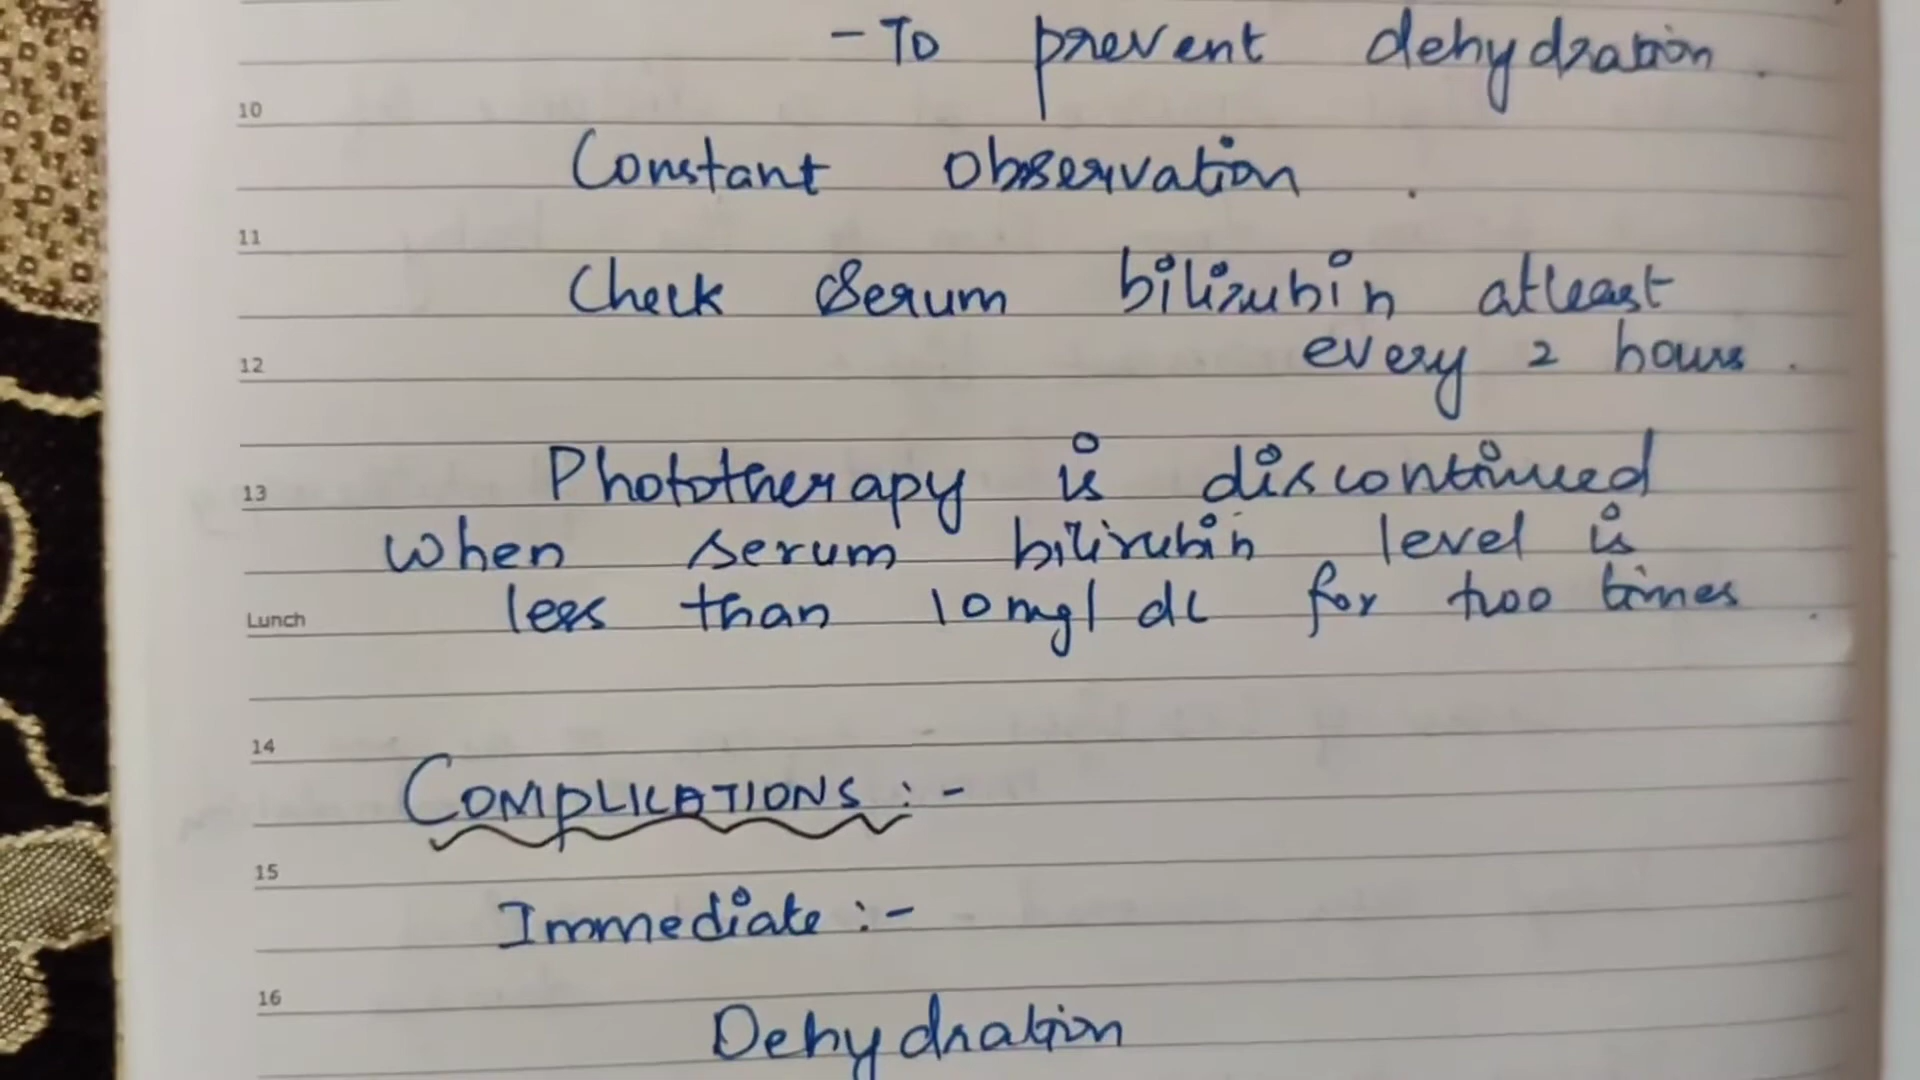 - To prevent dehydration.
10
Constant observation.
11
Check serum bilirubin atleast
every 2 hours.
12
Phototherapy is discontinued
13
when serum bilirubin level is
less than 10mg/dl for two times.
Lunch
14
COMPLICATIONS :-
15
Immediate :-
16
Dehydration